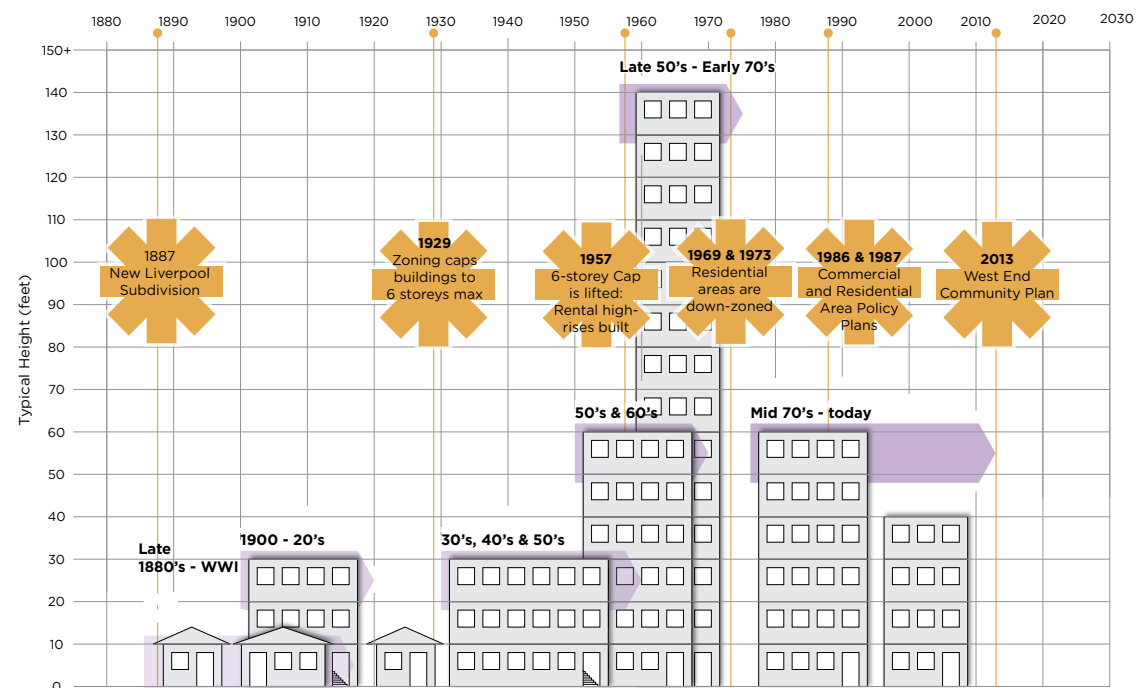 1880 1890 1900 1910 1920 1930 1940 1950 1960 1970 1980 1990 2000 2010 2020 2030
150+
140
130
120
110
100
90
80
70
60
50
40
30
20
10
0
Typical Height (feet)
Late 50's - Early 70's
1887
New Liverpool
Subdivision
1929
Zoning caps
buildings to
6 storeys max
1957
6-storey Cap
is lifted:
Rental high-
rises built
1969 & 1973
Residential
areas are
down-zoned
1986 & 1987
Commercial
and Residential
Area Policy
Plans
2013
West End
Community Plan
50's & 60's
Mid 70's - today
Late
1880's - WWI
1900 - 20's
30's, 40's & 50's